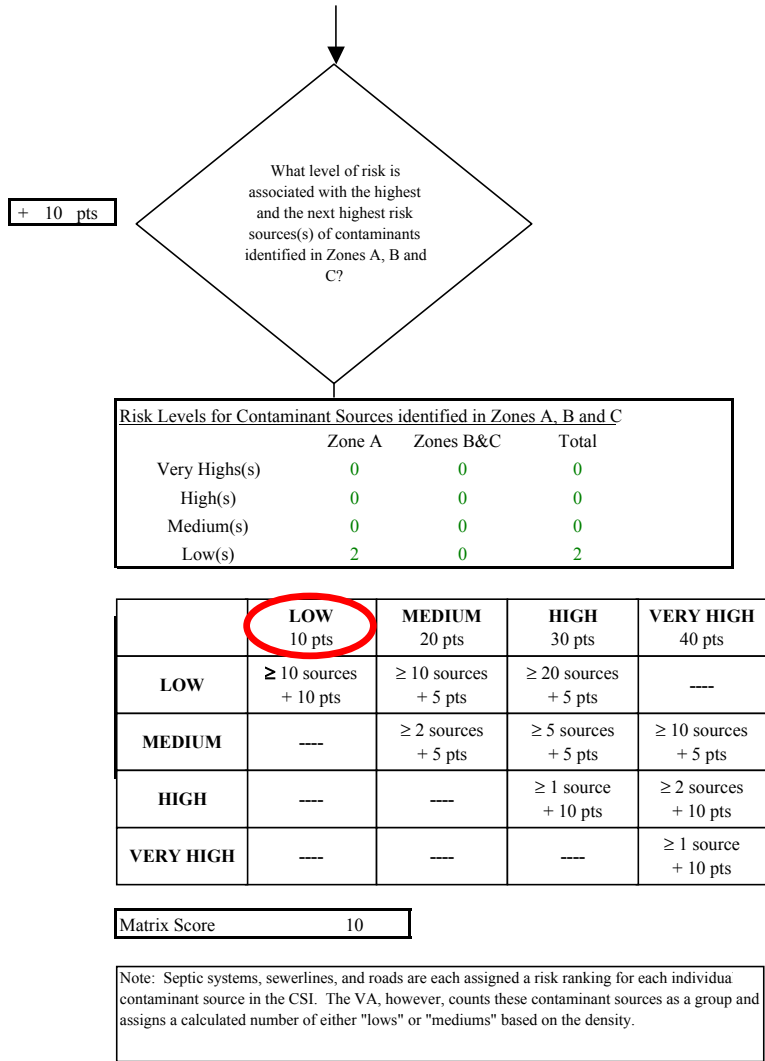 What level of risk is
associated with the highest
and the next highest risk
sources(s) of contaminants
identified in Zones A, B and
C?
+ 10 pts
Risk Levels for Contaminant Sources identified in Zones A, B and C
Zone A Zones B&C Total
Very Highs(s) 0 0 0
High(s) 0 0 0
Medium(s) 0 0 0
Low(s) 2 0 2
LOW MEDIUM HIGH VERY HIGH
10 pts 20 pts 30 pts 40 pts
LOW ≥ 10 sources ≥ 10 sources ≥ 20 sources ----
+ 10 pts + 5 pts + 5 pts
MEDIUM ---- ≥ 2 sources ≥ 5 sources ≥ 10 sources
+ 5 pts + 5 pts + 5 pts
HIGH ---- ---- ≥ 1 source ≥ 2 sources
+ 10 pts + 10 pts
VERY HIGH ---- ---- ---- ≥ 1 source
+ 10 pts
Matrix Score 10
Note: Septic systems, sewerlines, and roads are each assigned a risk ranking for each individua
contaminant source in the CSI. The VA, however, counts these contaminant sources as a group and
assigns a calculated number of either "lows" or "mediums" based on the density.